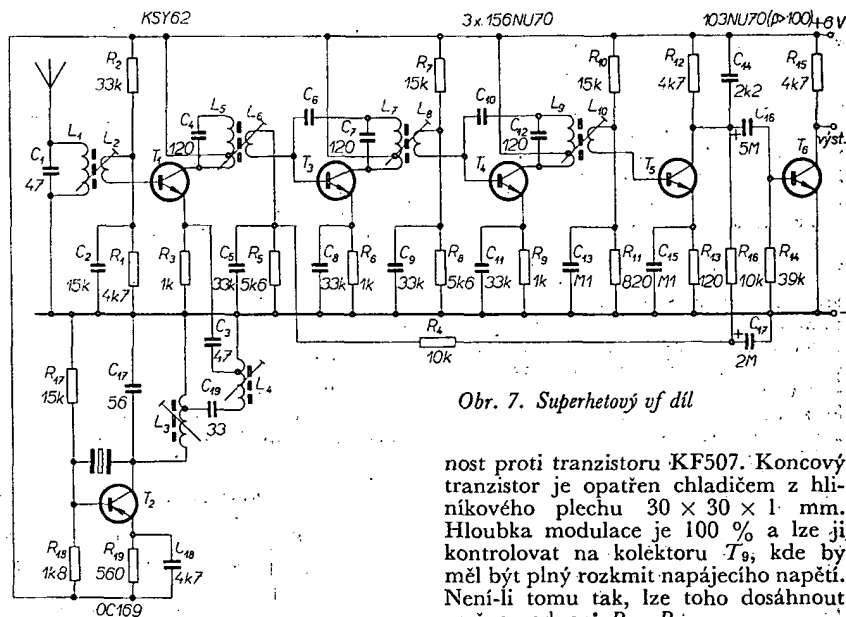 KSY62
3x156NU70
103NU70(β>100)
+6V
R2
33k
R7
15k
R10
15k
R12
4k7
C14
2k2
R15
4k7
L1
L2
C4
120
L5
L6
C6
C7
120
L7
L8
C10
C12
120
L9
L10
C16
5M
C1
47
T1
T3
T4
T5
T6
výst.
C2
15k
R1
4k7
R3
1k
C5
33k
R5
5k6
C8
33k
R6
1k
C9
33k
R8
5k6
C11
33k
R9
1k
C13
M1
R11
820
C15
M1
R13
120
R16
10k
R14
39k
C3
4,7
R4
10k
+
C17
2M
R17
15k
C17
56
L3
C19
33
L4
T2
1k8
R19
560
C18
4k7
OC169
Obr. 7. Superhetový vf díl
nost proti tranzistoru KF507. Koncový
tranzistor je opatřen chladičem z hli-
níkového plechu 30 × 30 × 1 mm.
Hloubka modulace je 100 % a lze ji
kontrolovat na kolektoru T9, kde by
měl být plný rozkmit napájecího napětí.
Není-li tomu tak, lze toho dosáhnout